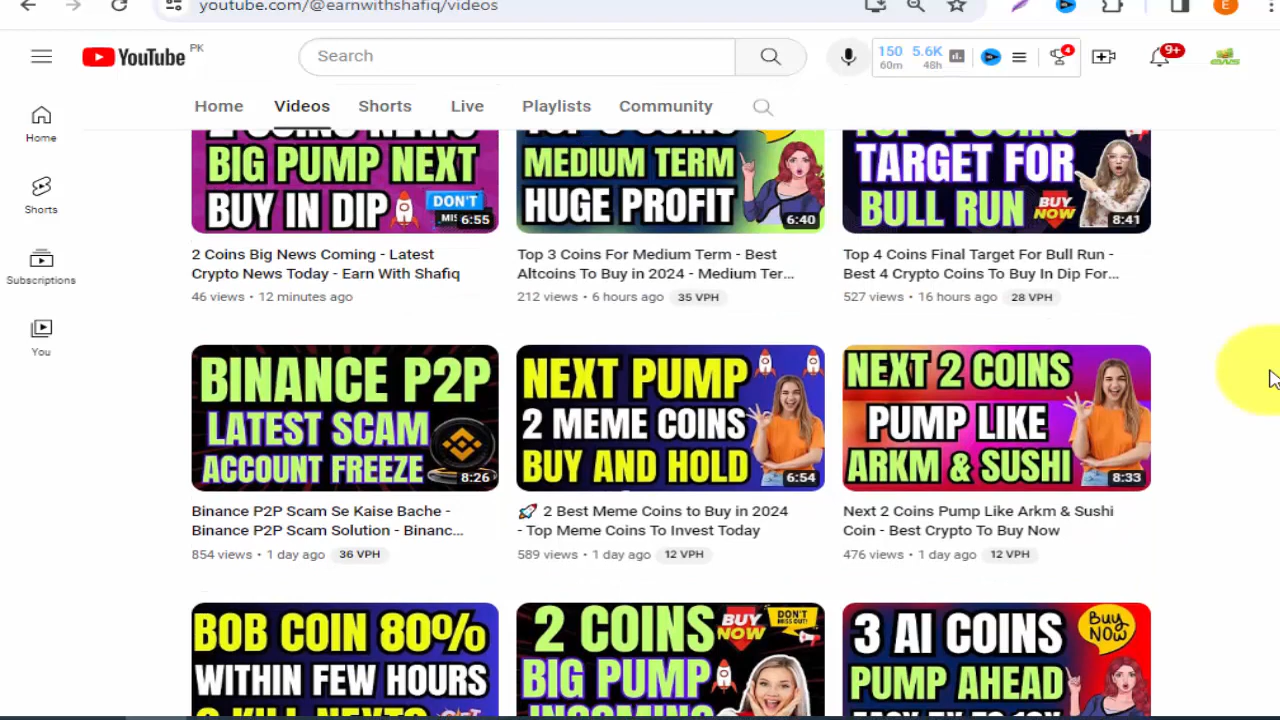 youtube.com/@earnwithshafiq/videos
E
YouTube PK
Search
150 5.6K
60m 48h
4
9+
Home Videos Shorts Live Playlists Community
Home
Shorts
Subscriptions
You
BIG PUMP NEXT
BUY IN DIP
DON'T
6:55
2 Coins Big News Coming - Latest
Crypto News Today - Earn With Shafiq
46 views • 12 minutes ago
MEDIUM TERM
HUGE PROFIT
6:40
Top 3 Coins For Medium Term - Best
Altcoins To Buy in 2024 - Medium Ter...
212 views • 6 hours ago 35 VPH
TARGET FOR
BULL RUN
BUY
NOW
8:41
Top 4 Coins Final Target For Bull Run -
Best 4 Crypto Coins To Buy In Dip For...
527 views • 16 hours ago 28 VPH
BINANCE P2P
LATEST SCAM
ACCOUNT FREEZE
8:26
Binance P2P Scam Se Kaise Bache -
Binance P2P Scam Solution - Binanc...
854 views • 1 day ago 36 VPH
NEXT PUMP
2 MEME COINS
BUY AND HOLD
6:54
🚀 2 Best Meme Coins to Buy in 2024
- Top Meme Coins To Invest Today
589 views • 1 day ago 12 VPH
NEXT 2 COINS
PUMP LIKE
ARKM & SUSHI
8:33
Next 2 Coins Pump Like Arkm & Sushi
Coin - Best Crypto To Buy Now
476 views • 1 day ago 12 VPH
BOB COIN 80%
WITHIN FEW HOURS
2 COINS
BUY
NOW
DON'T
MISS OUT!
BIG PUMP
INCOMING
3 AI COINS
BUY
NOW
PUMP AHEAD